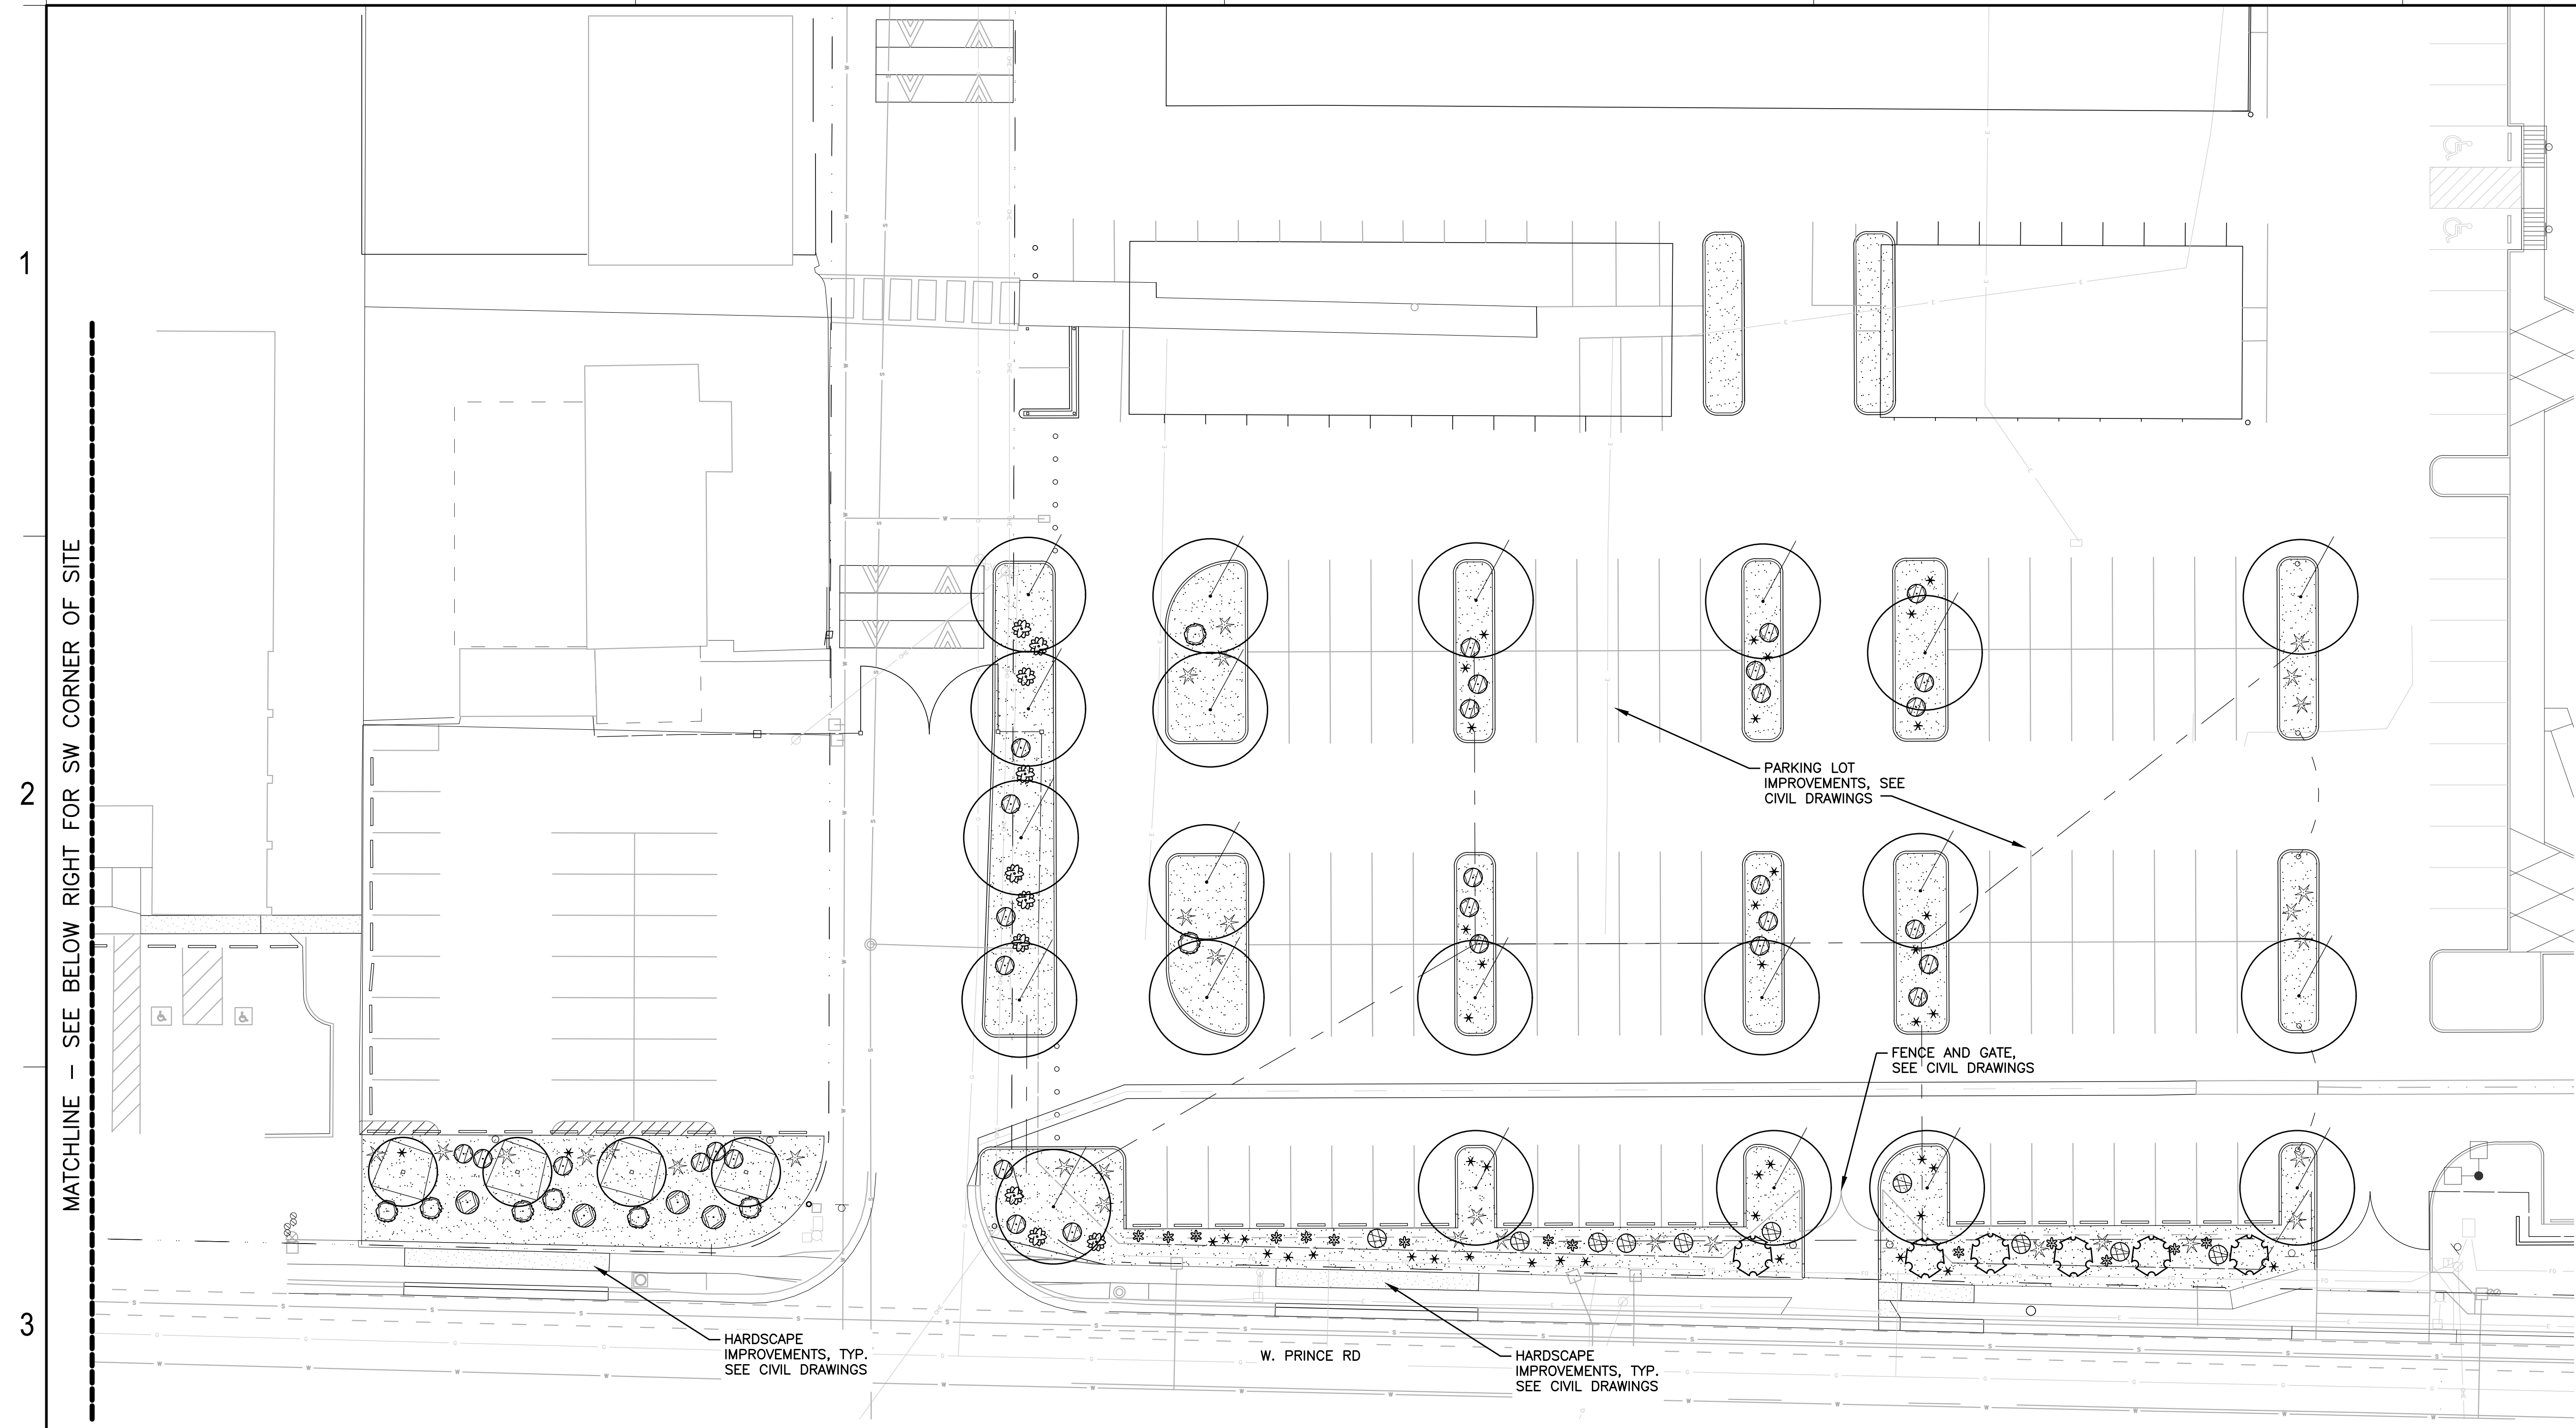 1
2
3
MATCHLINE - SEE BELOW RIGHT FOR SW CORNER OF SITE
PARKING LOT
IMPROVEMENTS, SEE
CIVIL DRAWINGS
FENCE AND GATE,
SEE CIVIL DRAWINGS
HARDSCAPE
IMPROVEMENTS, TYP.
SEE CIVIL DRAWINGS
W. PRINCE RD
HARDSCAPE
IMPROVEMENTS, TYP.
SEE CIVIL DRAWINGS